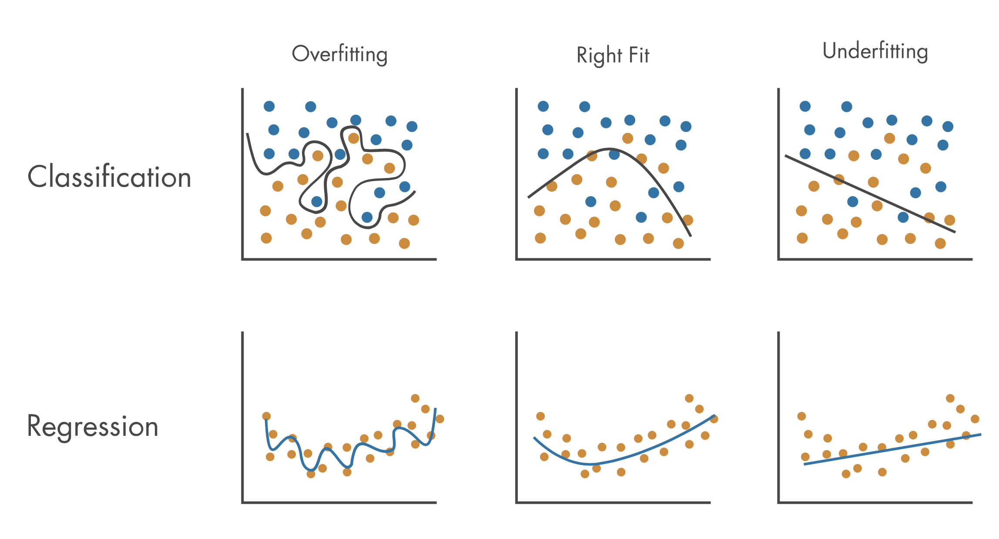 Overfitting
Right Fit
Underfitting
Classification
Regression